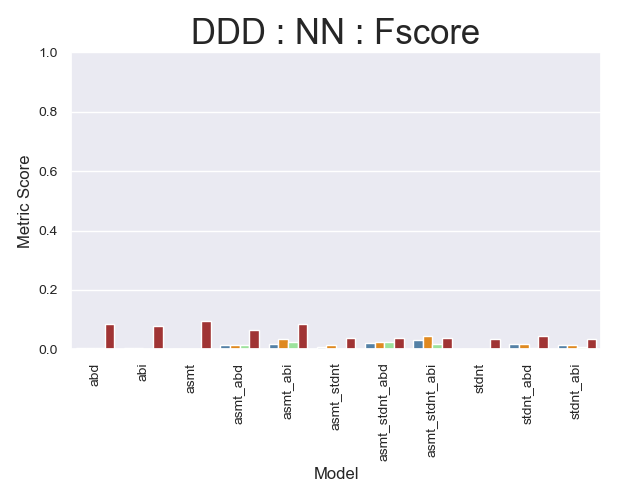 DDD : NN : Fscore
1.0
0.8
0.6
0.4
0.2
0.0
Metric Score
abd
abi
asmt
asmt_abd
asmt_abi
asmt_stdnt
asmt_stdnt_abd
asmt_stdnt_abi
stdnt
stdnt_abd
stdnt_abi
Model